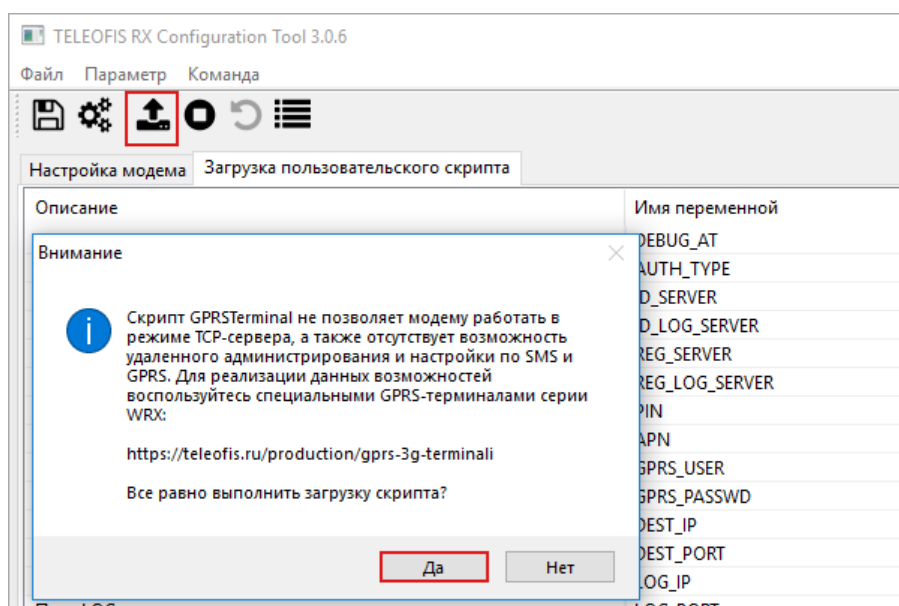 TELEOFIS RX Configuration Tool 3.0.6
Файл Параметр Команда
Настройка модема Загрузка пользовательского скрипта
Описание Имя переменной
DEBUG_AT
AUTH_TYPE
ID_SERVER
ID_LOG_SERVER
REG_SERVER
REG_LOG_SERVER
PIN
APN
GPRS_USER
GPRS_PASSWD
DEST_IP
DEST_PORT
LOG_IP
Внимание
Скрипт GPRSTerminal не позволяет модему работать в
режиме TCP-сервера, а также отсутствует возможность
удаленного администрирования и настройки по SMS и
GPRS. Для реализации данных возможностей
воспользуйтесь специальными GPRS-терминалами серии
WRX:
https://teleofis.ru/production/gprs-3g-terminali
Все равно выполнить загрузку скрипта?
Да Нет